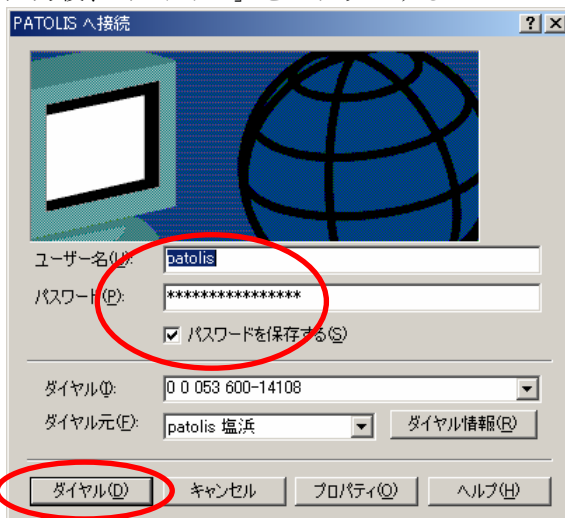 PATOLIS へ接続
ユーザー名(U):
patolis
パスワード(P):
****************
パスワードを保存する(S)
ダイヤル(I):
0 0 053 600-14108
ダイヤル元(F):
patolis 塩浜
ダイヤル情報(R)
ダイヤル(D)
キャンセル
プロパティ(O)
ヘルプ(H)